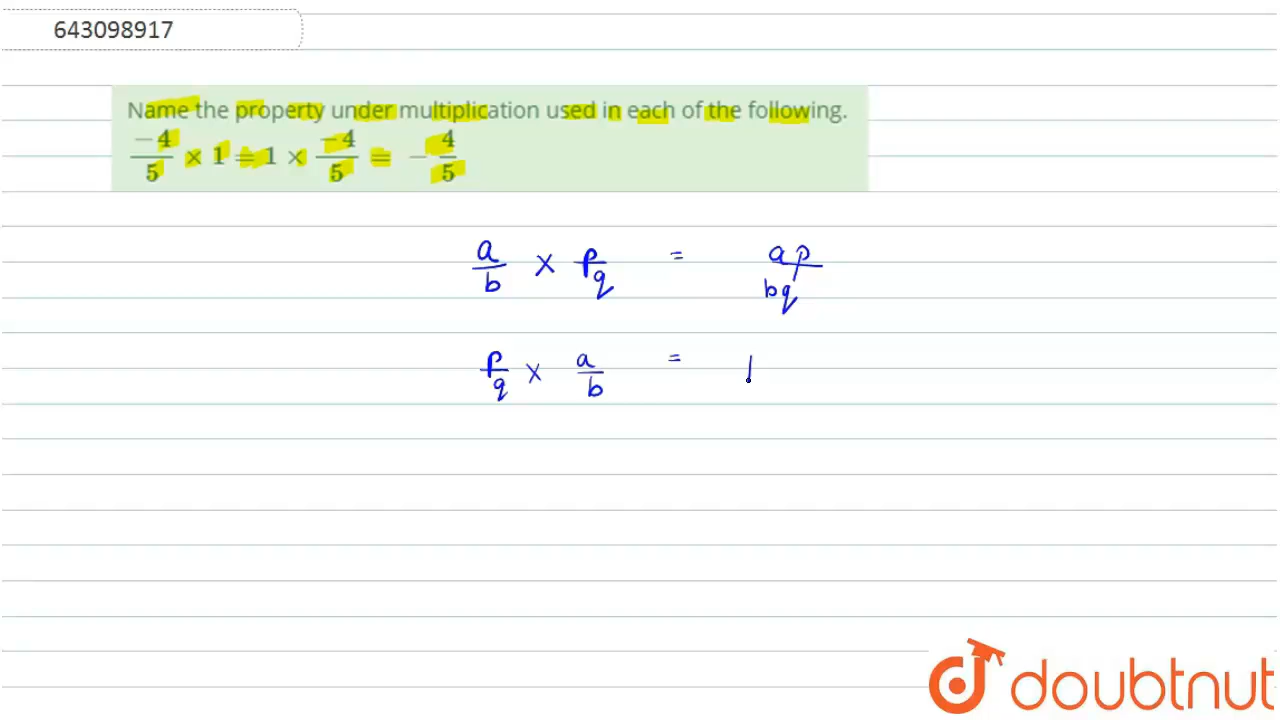 643098917
Name the property under multiplication used in each of the following.
-4/5 × 1 = 1 × -4/5 = -4/5
a/b × p/q = ap/bq
p/q × a/b =
doubtnut